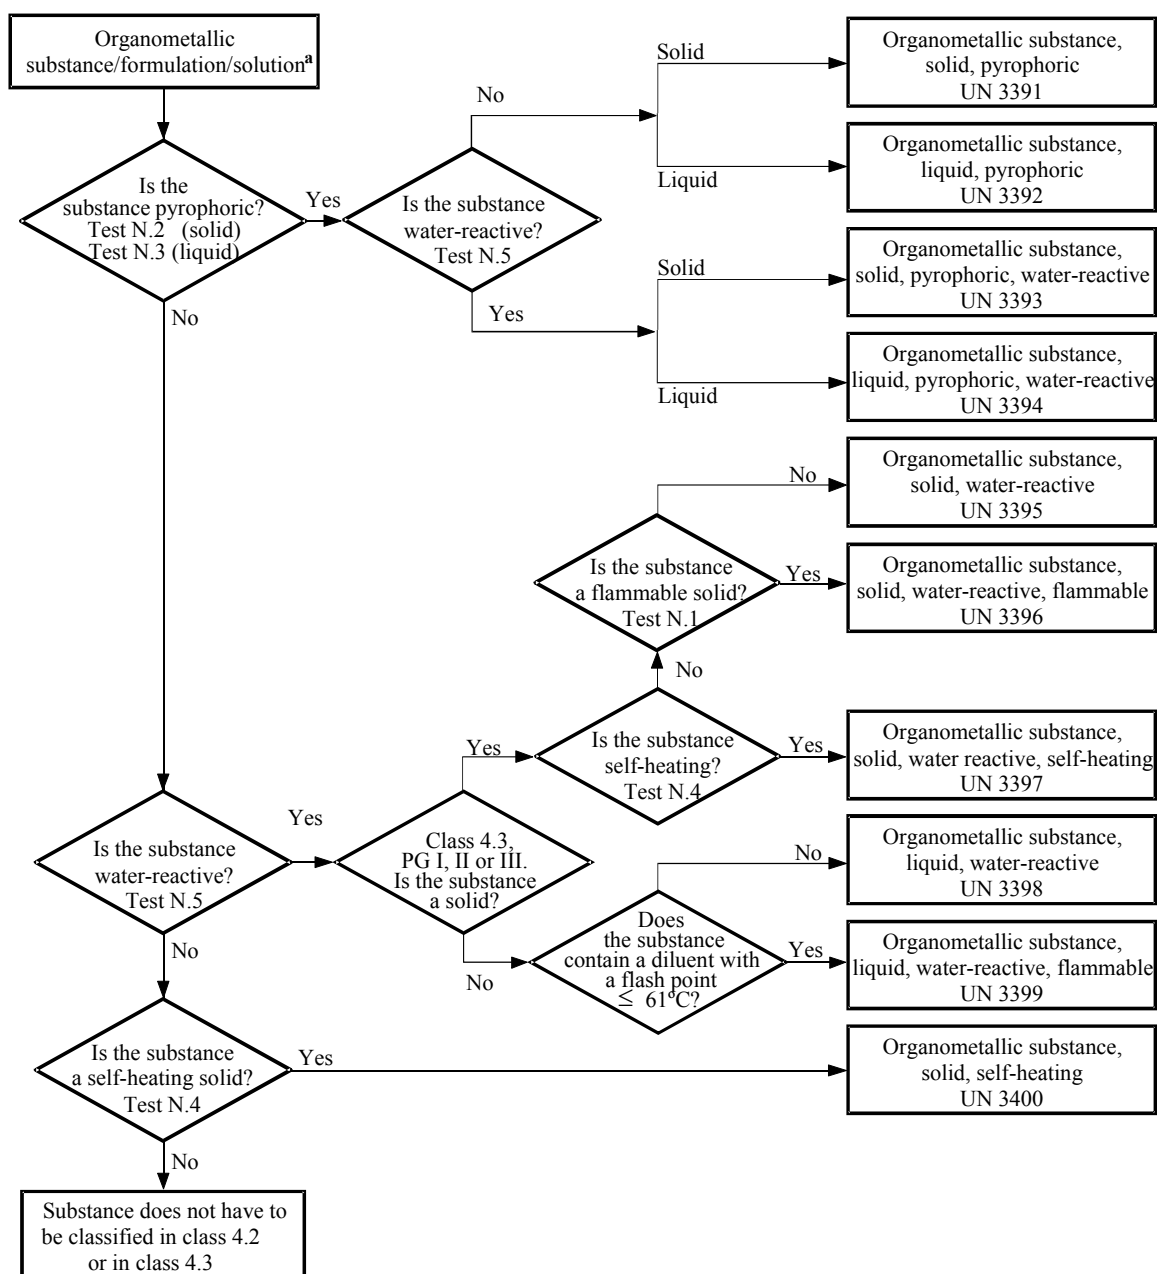 Organometallic
substance/formulation/solutionᵃ
Is the
substance pyrophoric?
Test N.2 (solid)
Test N.3 (liquid)
Yes
No
Is the substance
water-reactive?
Test N.5
No
Yes
Solid
Liquid
Solid
Liquid
Organometallic substance,
solid, pyrophoric
UN 3391
Organometallic substance,
liquid, pyrophoric
UN 3392
Organometallic substance,
solid, pyrophoric, water-reactive
UN 3393
Organometallic substance,
liquid, pyrophoric, water-reactive
UN 3394
No
Organometallic substance,
solid, water-reactive
UN 3395
Is the substance
a flammable solid?
Test N.1
Yes
Organometallic substance,
solid, water-reactive, flammable
UN 3396
No
Yes
Is the substance
self-heating?
Test N.4
Yes
Organometallic substance,
solid, water reactive, self-heating
UN 3397
Is the substance
water-reactive?
Test N.5
Yes
Class 4.3,
PG I, II or III.
Is the substance
a solid?
No
Organometallic substance,
liquid, water-reactive
UN 3398
No
No
Does
the substance
contain a diluent with
a flash point
≤ 61°C?
Yes
Organometallic substance,
liquid, water-reactive, flammable
UN 3399
Is the substance
a self-heating solid?
Test N.4
Yes
Organometallic substance,
solid, self-heating
UN 3400
No
Substance does not have to
be classified in class 4.2
or in class 4.3